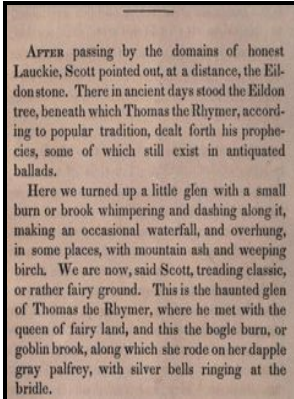 AFTER passing by the domains of honest
Lauckie, Scott pointed out, at a distance, the Eil-
don stone. There in ancient days stood the Eildon
tree, beneath which Thomas the Rhymer, accord-
ing to popular tradition, dealt forth his prophe-
cies, some of which still exist in antiquated
ballads.
Here we turned up a little glen with a small
burn or brook whimpering and dashing along it,
making an occasional waterfall, and overhung,
in some places, with mountain ash and weeping
birch. We are now, said Scott, treading classic,
or rather fairy ground. This is the haunted glen
of Thomas the Rhymer, where he met with the
queen of fairy land, and this the bogle burn, or
goblin brook, along which she rode on her dapple
gray palfrey, with silver bells ringing at the
bridle.